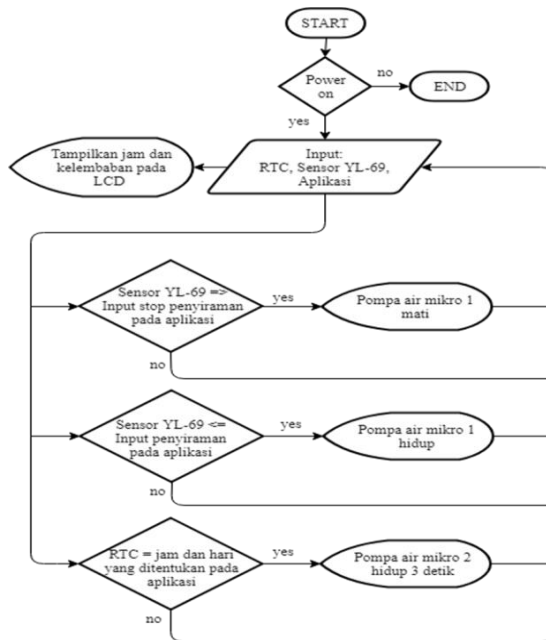 START
Power
on
no
END
yes
Tampilkan jam dan
kelembaban pada
LCD
Input:
RTC, Sensor YL-69,
Aplikasi
Sensor YL-69 =>
Input stop penyiraman
pada aplikasi
yes
Pompa air mikro 1
mati
no
Sensor YL-69 <=
Input penyiraman
pada aplikasi
yes
Pompa air mikro 1
hidup
no
RTC = jam dan hari
yang ditentukan pada
aplikasi
yes
Pompa air mikro 2
hidup 3 detik
no